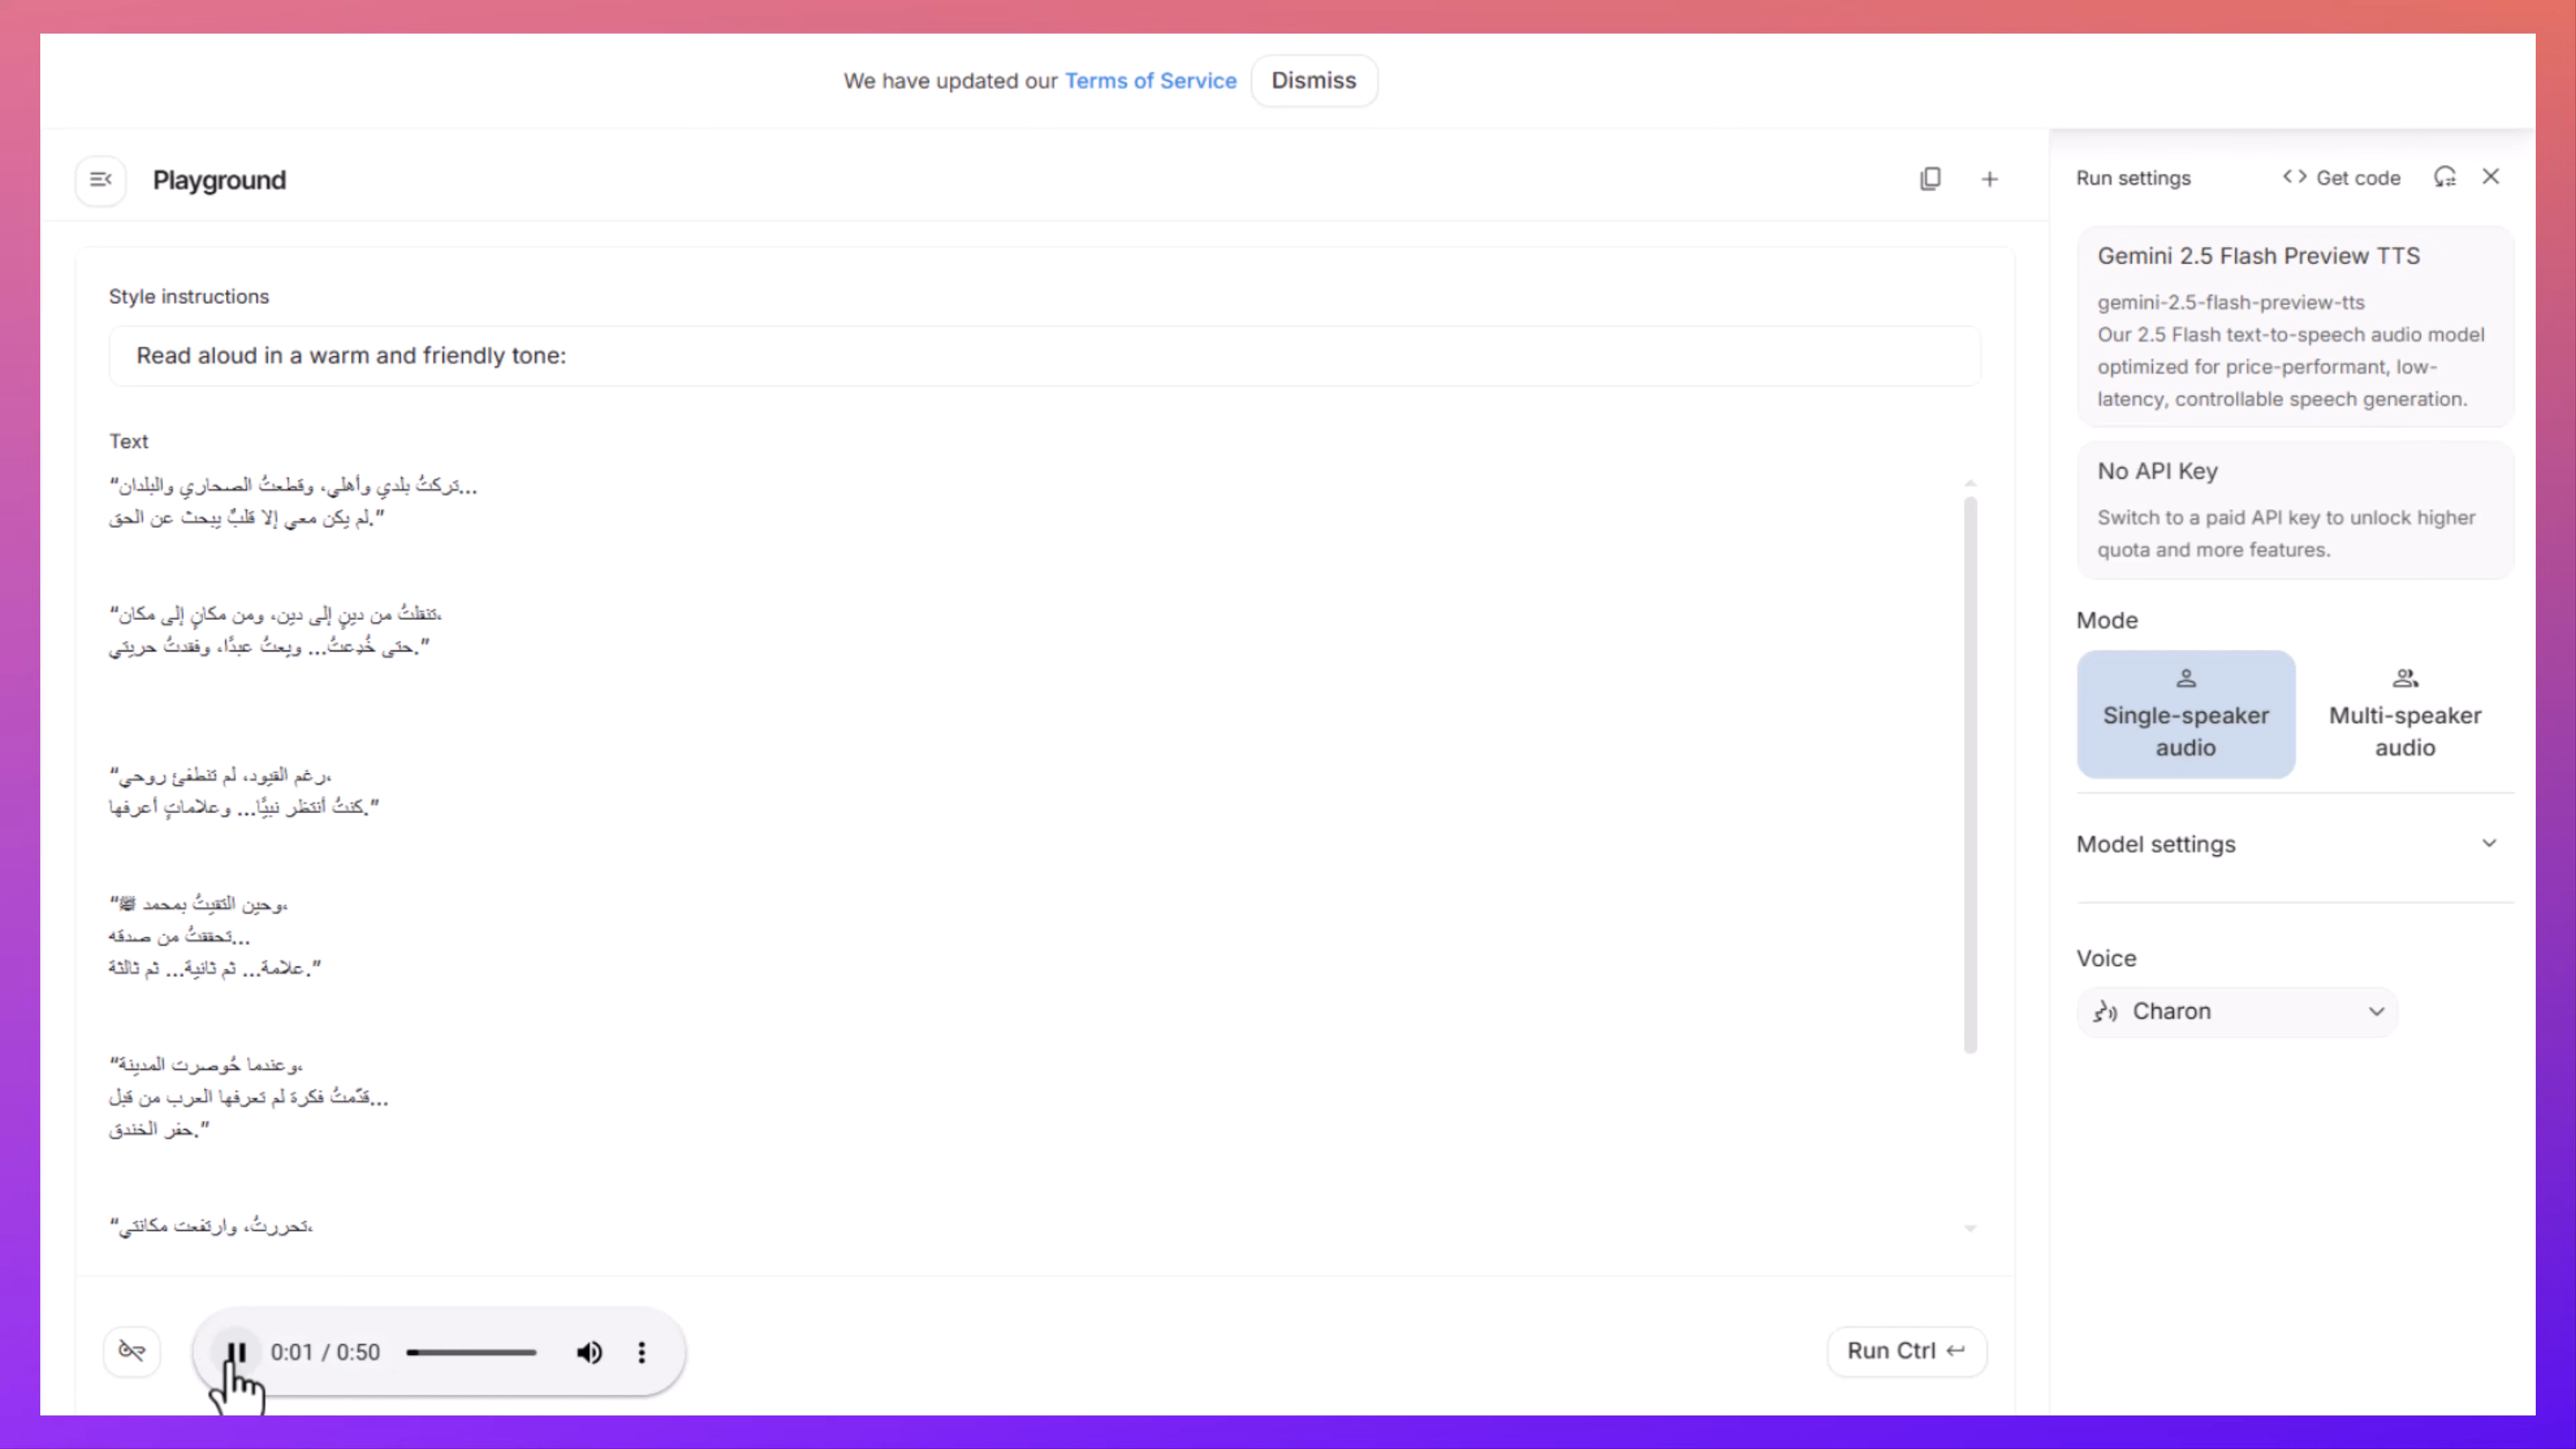 We have updated our Terms of Service Dismiss
Playground
Style instructions
Read aloud in a warm and friendly tone:
Text
“تركتُ بلدي وأهلي، وقطعتُ الصحاري والبلدان...
لم يكن معي إلا قلبٌ يبحث عن الحق.”
“تنقلتُ من دينٍ إلى دين، ومن مكانٍ إلى مكان،
حتى خُدِعتُ... وبِعتُ عبدًا، وفقدتُ حريتي.”
“رغم القيود، لم تنطفئ روحي،
كنتُ أنتظر نبيًّا... وعلاماتٍ أعرفها.”
“وحين التقيتُ بمحمد ﷺ،
تحققتُ من صدقه...
علامة... ثم ثانية... ثم ثالثة.”
“وعندما حُوصرت المدينة،
قدّمتُ فكرة لم تعرفها العرب من قبل...
حفر الخندق.”
“تحررتُ، وارتفعت مكانتي،
0:01 / 0:50
Run Ctrl
Run settings
Get code
Gemini 2.5 Flash Preview TTS
gemini-2.5-flash-preview-tts
Our 2.5 Flash text-to-speech audio model
optimized for price-performant, low-
latency, controllable speech generation.
No API Key
Switch to a paid API key to unlock higher
quota and more features.
Mode
Single-speaker
audio
Multi-speaker
audio
Model settings
Voice
Charon